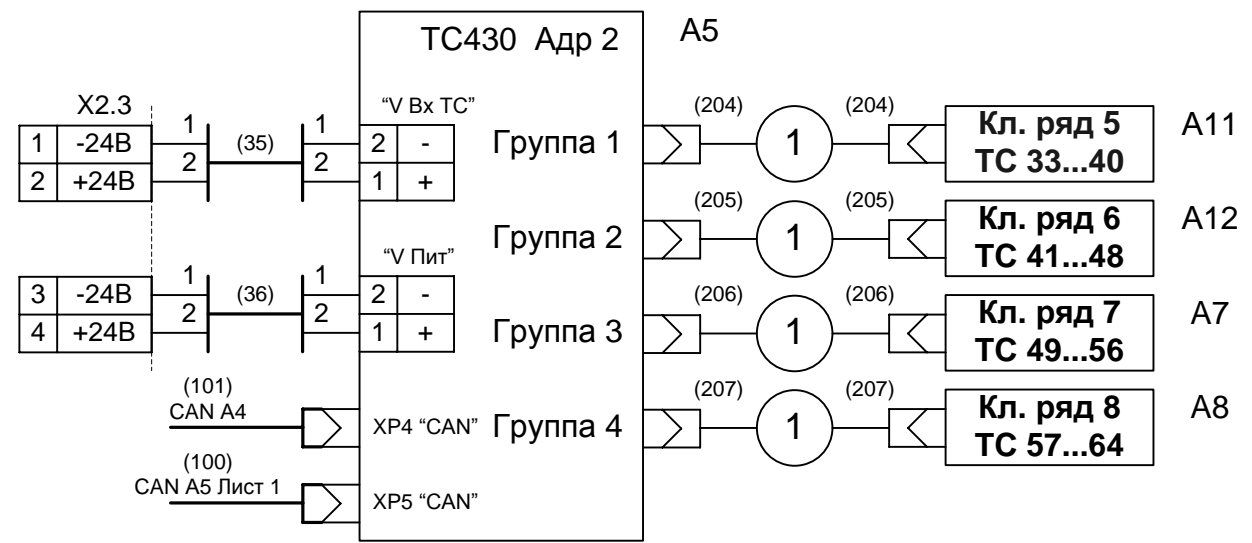 ТС430 Адр 2
А5
Х2.3
1 -24В
2 +24В
1
2
(35)
1
2
“V Вх ТС”
2 -
1 +
Группа 1
(204)
1
(204)
Кл. ряд 5
ТС 33...40
А11
Группа 2
(205)
1
(205)
Кл. ряд 6
ТС 41...48
А12
3 -24В
4 +24В
1
2
(36)
1
2
“V Пит”
2 -
1 +
Группа 3
(206)
1
(206)
Кл. ряд 7
ТС 49...56
А7
(101)
CAN А4
ХР4 “CAN”
Группа 4
(207)
1
(207)
Кл. ряд 8
ТС 57...64
А8
(100)
CAN А5 Лист 1
ХР5 “CAN”